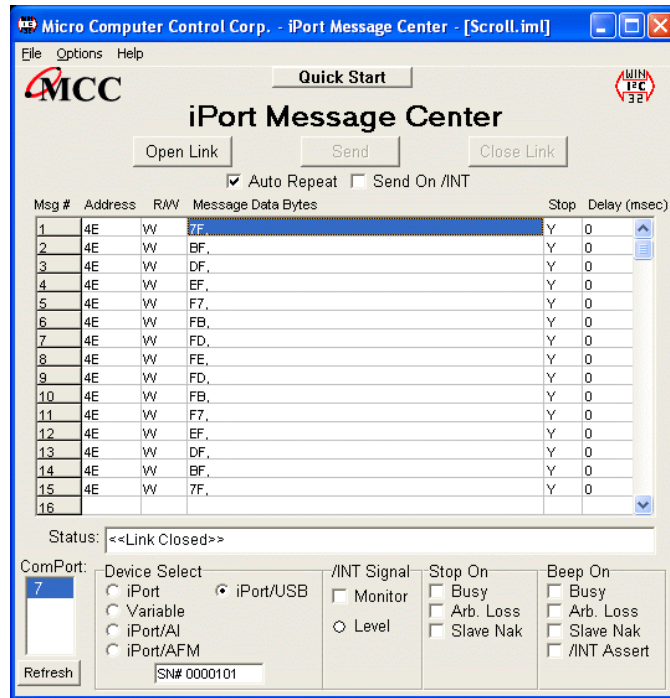 Micro Computer Control Corp. - iPort Message Center - [Scroll.iml]
File Options Help
MCC
Quick Start
WIN
I²C
32
iPort Message Center
Open Link Send Close Link
Auto Repeat Send On /INT
Msg # Address R/W Message Data Bytes Stop Delay (msec)
1 4E W 7F, Y 0
2 4E W BF, Y 0
3 4E W DF, Y 0
4 4E W EF, Y 0
5 4E W F7, Y 0
6 4E W FB, Y 0
7 4E W FD, Y 0
8 4E W FE, Y 0
9 4E W FD, Y 0
10 4E W FB, Y 0
11 4E W F7, Y 0
12 4E W EF, Y 0
13 4E W DF, Y 0
14 4E W BF, Y 0
15 4E W 7F, Y 0
16
Status: <<Link Closed>>
ComPort: Device Select /INT Signal Stop On Beep On
7 iPort iPort/USB Monitor Busy Busy
Variable Arb. Loss Arb. Loss
iPort/AI Level Slave Nak Slave Nak
iPort/AFM /INT Assert
Refresh SN# 0000101